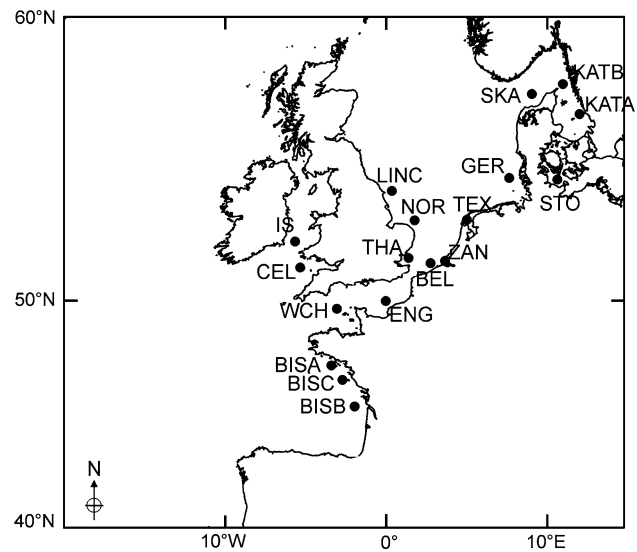 60°N
KATB
SKA
KATA
GER
LINC
NOR
TEX
STO
IS
THA
ZAN
CEL
BEL
50°N
WCH
ENG
BISA
BISC
BISB
N
40°N
10°W
0°
10°E